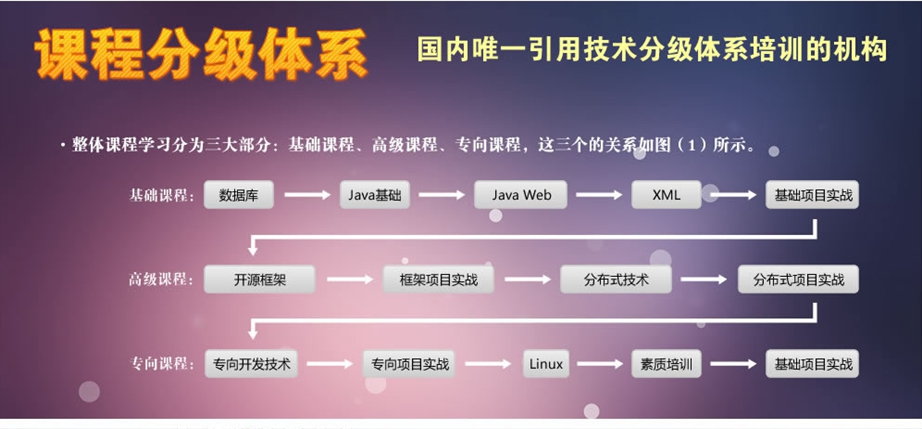 课程分级体系 国内唯一引用技术分级体系培训的机构
·整体课程学习分为三大部分：基础课程、高级课程、专向课程，这三个的关系如图（1）所示。
基础课程： 数据库 Java基础 Java Web XML 基础项目实战
高级课程： 开源框架 框架项目实战 分布式技术 分布式项目实战
专向课程： 专向开发技术 专向项目实战 Linux 素质培训 基础项目实战